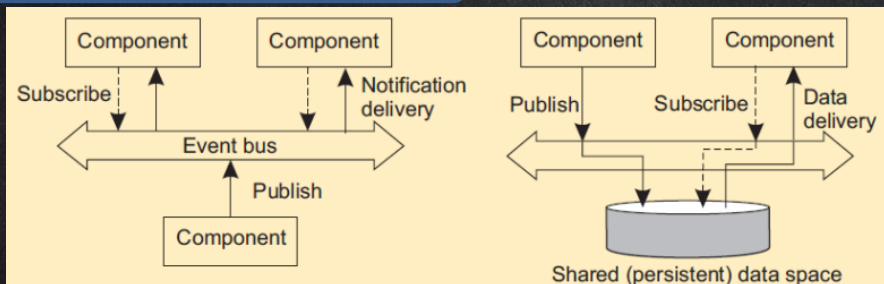 Component
Component
Subscribe
Notification
delivery
Event bus
Publish
Component
Component
Component
Publish
Subscribe
Data
delivery
Shared (persistent) data space